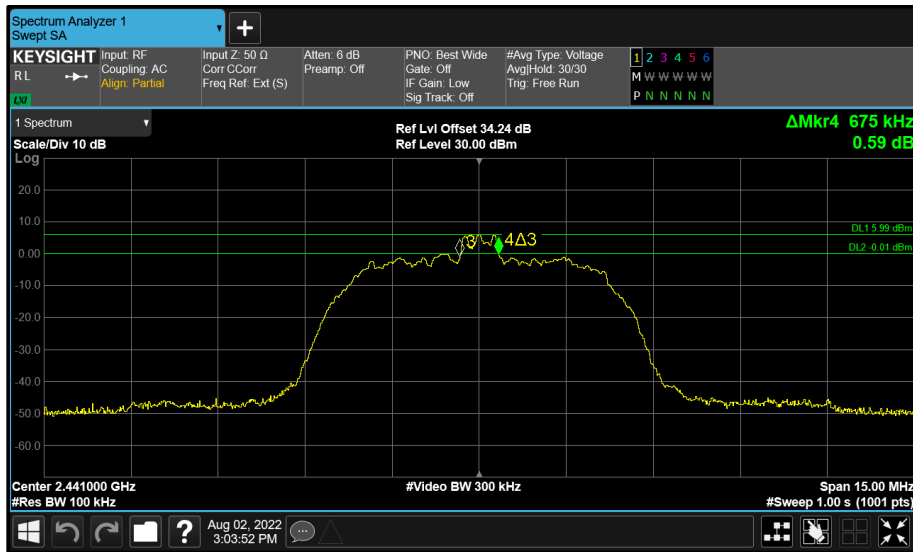 Spectrum Analyzer 1
Swept SA
+
KEYSIGHT
RL
LXI
Input: RF
Coupling: AC
Align: Partial
Input Z: 50 Ω
Corr CCorr
Freq Ref: Ext (S)
Atten: 6 dB
Preamp: Off
PNO: Best Wide
Gate: Off
IF Gain: Low
Sig Track: Off
#Avg Type: Voltage
Avg|Hold: 30/30
Trig: Free Run
1 2 3 4 5 6
M W W W W W
P N N N N N
1 Spectrum
Scale/Div 10 dB
Ref Lvl Offset 34.24 dB
Ref Level 30.00 dBm
ΔMkr4 675 kHz
0.59 dB
Log
20.0
10.0
0.00
-10.0
-20.0
-30.0
-40.0
-50.0
-60.0
3
4Δ3
DL1 5.99 dBm
DL2 -0.01 dBm
Center 2.441000 GHz
#Res BW 100 kHz
#Video BW 300 kHz
Span 15.00 MHz
#Sweep 1.00 s (1001 pts)
?
Aug 02, 2022
3:03:52 PM